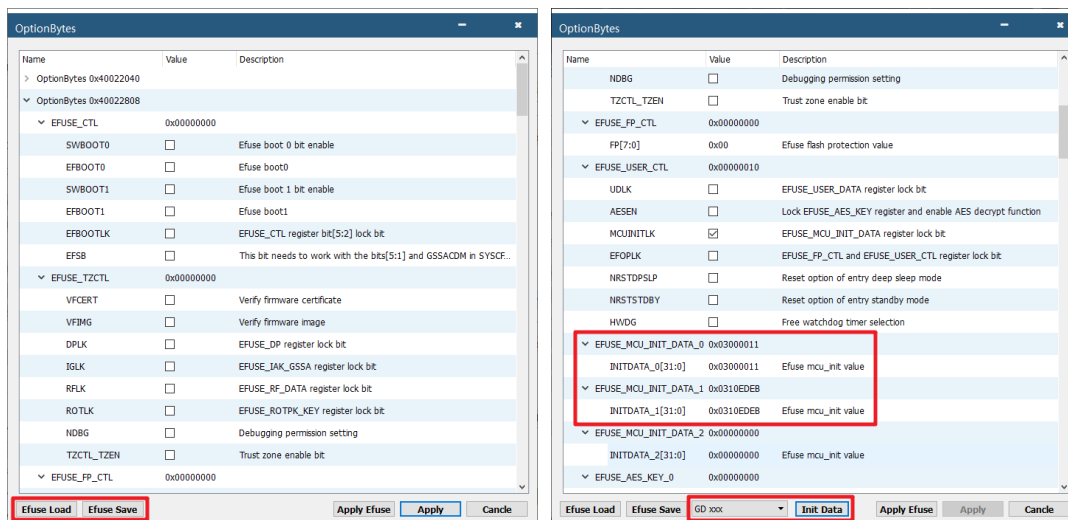 OptionBytes
Name Value Description
OptionBytes 0x40022040
OptionBytes 0x40022808
EFUSE_CTL 0x00000000
SWBOOT0 Efuse boot 0 bit enable
EFBOOT0 Efuse boot0
SWBOOT1 Efuse boot 1 bit enable
EFBOOT1 Efuse boot1
EFBOOTLK EFUSE_CTL register bit[5:2] lock bit
EFSB This bit needs to work with the bits[5:1] and GSSACDM in SYSCF...
EFUSE_TZCTL 0x00000000
VFCERT Verify firmware certificate
VFIMG Verify firmware image
DPLK EFUSE_DP register lock bit
IGLK EFUSE_IAK_GSSA register lock bit
RFLK EFUSE_RF_DATA register lock bit
ROTLK EFUSE_ROTPK_KEY register lock bit
NDBG Debugging permission setting
TZCTL_TZEN Trust zone enable bit
EFUSE_FP_CTL 0x00000000
Efuse Load Efuse Save Apply Efuse Apply Cancle
OptionBytes
Name Value Description
NDBG Debugging permission setting
TZCTL_TZEN Trust zone enable bit
EFUSE_FP_CTL 0x00000000
FP[7:0] 0x00 Efuse flash protection value
EFUSE_USER_CTL 0x00000010
UDLK EFUSE_USER_DATA register lock bit
AESEN Lock EFUSE_AES_KEY register and enable AES decrypt function
MCUINITLK EFUSE_MCU_INIT_DATA register lock bit
EFOPLK EFUSE_FP_CTL and EFUSE_USER_CTL register lock bit
NRSTDPSLP Reset option of entry deep sleep mode
NRSTSTDBY Reset option of entry standby mode
HWDG Free watchdog timer selection
EFUSE_MCU_INIT_DATA_0 0x03000011
INITDATA_0[31:0] 0x03000011 Efuse mcu_init value
EFUSE_MCU_INIT_DATA_1 0x0310EDEB
INITDATA_1[31:0] 0x0310EDEB Efuse mcu_init value
EFUSE_MCU_INIT_DATA_2 0x00000000
INITDATA_2[31:0] 0x00000000 Efuse mcu_init value
EFUSE_AES_KEY_0 0x00000000
Efuse Load Efuse Save GD xxx Init Data Apply Efuse Apply Cancle